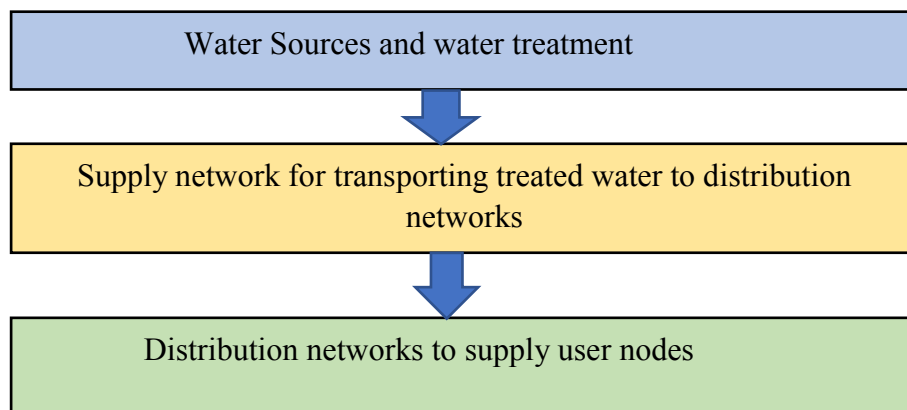 Water Sources and water treatment
Supply network for transporting treated water to distribution
networks
Distribution networks to supply user nodes